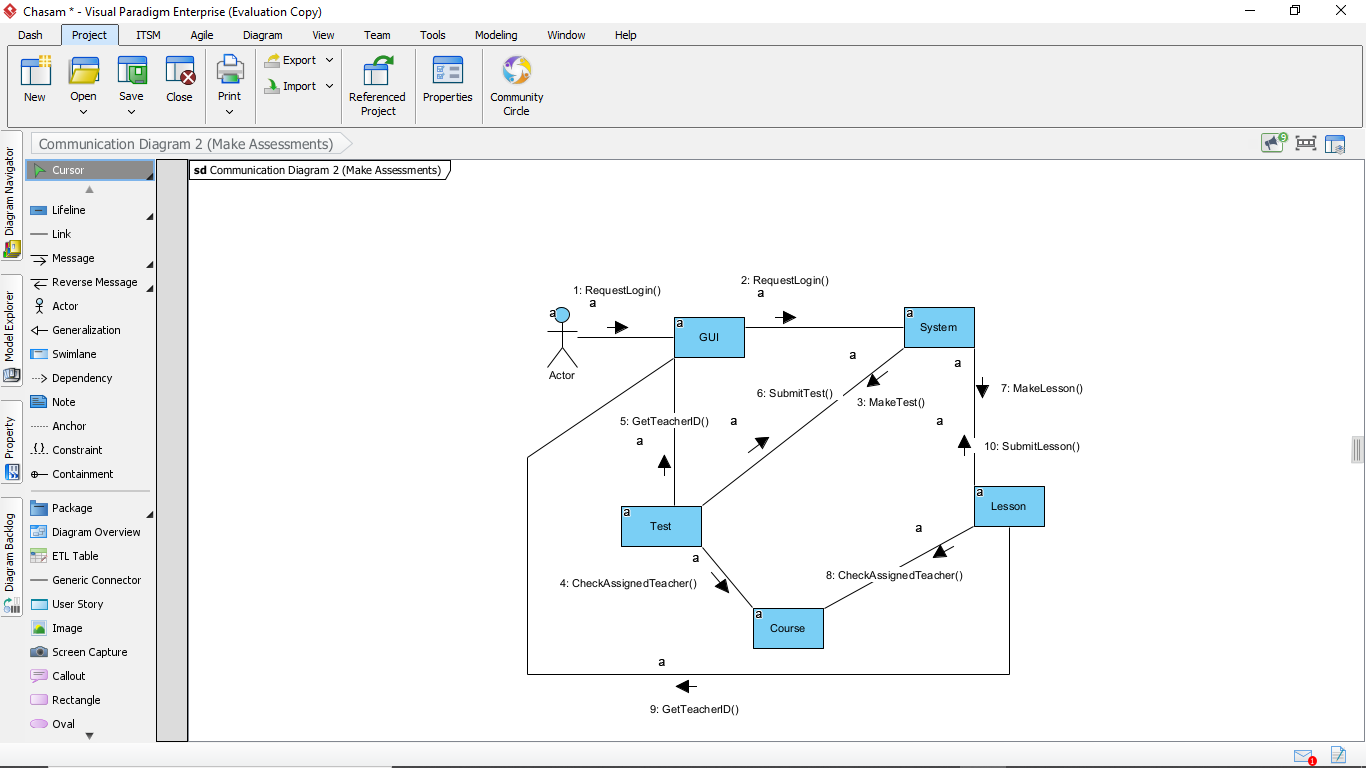 Chasam * - Visual Paradigm Enterprise (Evaluation Copy)
Dash Project ITSM Agile Diagram View Team Tools Modeling Window Help
New
Open
Save
Close
Print
Export
Import
Referenced
Project
Properties
Community
Circle
Diagram Navigator
Model Explorer
Property
Diagram Backlog
Communication Diagram 2 (Make Assessments)
9
Cursor
Lifeline
Link
Message
Reverse Message
Actor
Generalization
Swimlane
Dependency
Note
Anchor
Constraint
Containment
Package
Diagram Overview
ETL Table
Generic Connector
User Story
Image
Screen Capture
Callout
Rectangle
Oval
sd Communication Diagram 2 (Make Assessments)
2: RequestLogin()
a
1: RequestLogin()
a
a
Actor
a
GUI
a
System
a
a
7: MakeLesson()
6: SubmitTest()
3: MakeTest()
5: GetTeacherID()
a
a
a
10: SubmitLesson()
a
Lesson
a
Test
a
a
4: CheckAssignedTeacher()
8: CheckAssignedTeacher()
a
Course
a
9: GetTeacherID()
1